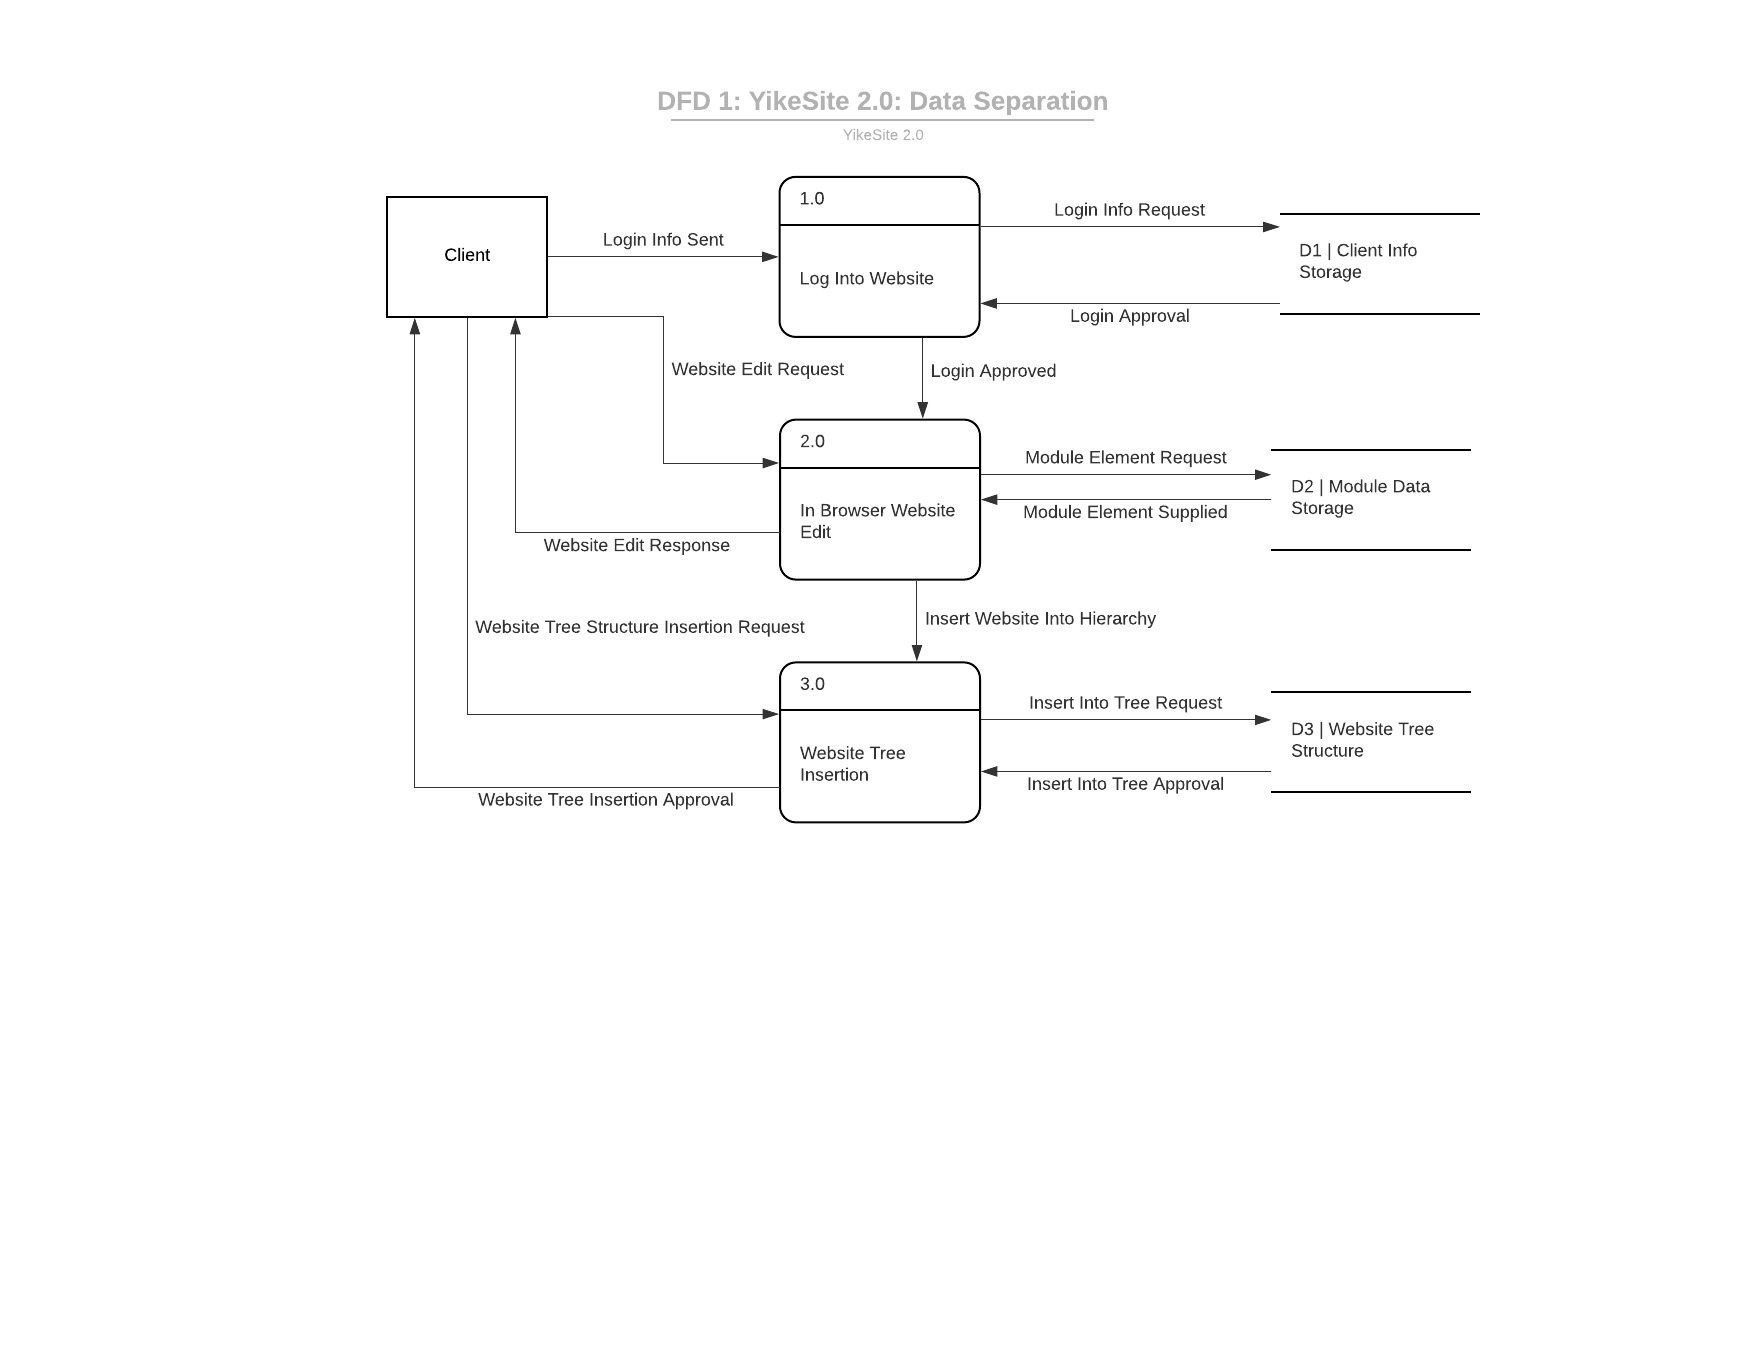 DFD 1: YikeSite 2.0: Data Separation
YikeSite 2.0
Client
Login Info Sent
1.0
Log Into Website
Login Info Request
D1 | Client Info
Storage
Login Approval
Website Edit Request
Login Approved
2.0
In Browser Website
Edit
Module Element Request
Module Element Supplied
D2 | Module Data
Storage
Website Edit Response
Website Tree Structure Insertion Request
Insert Website Into Hierarchy
3.0
Website Tree
Insertion
Insert Into Tree Request
D3 | Website Tree
Structure
Insert Into Tree Approval
Website Tree Insertion Approval